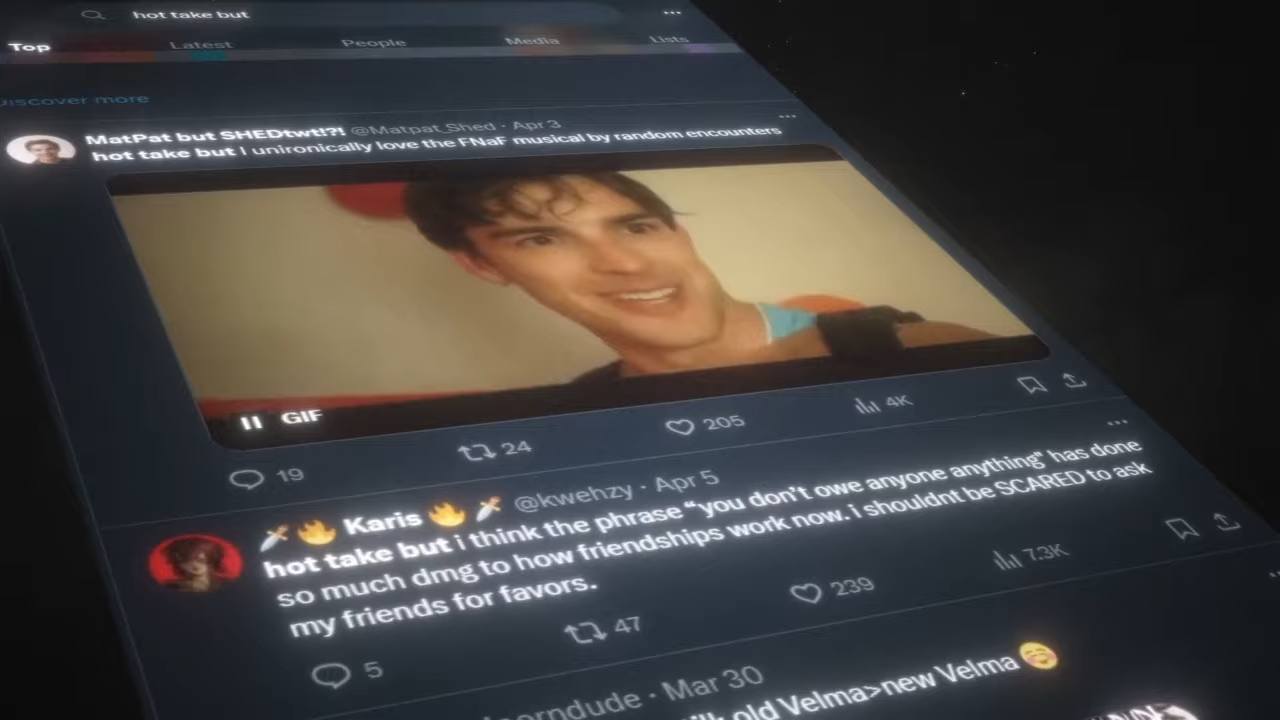 hot take but
Top Latest People Media Lists
Discover more
MatPat but SHEDtwt!?! @Matpat_Shed · Apr 3
hot take but I unironically love the FNaF musical by random encounters
GIF
19 24 205 4K
Karis @kwehzy · Apr 5
hot take but i think the phrase “you don't owe anyone anything" has done
so much dmg to how friendships work now. i shouldnt be SCARED to ask
my friends for favors.
5 47 239 7.3K
· Mar 30
old Velma>new Velma